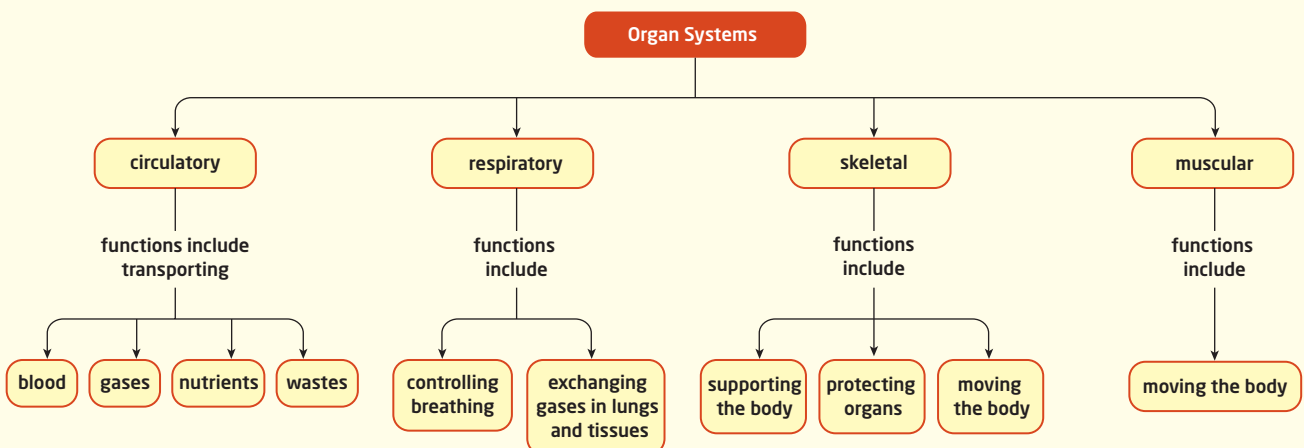 Organ Systems
circulatory
respiratory
skeletal
muscular
functions include
transporting
functions
include
functions
include
functions
include
blood
gases
nutrients
wastes
controlling
breathing
exchanging
gases in lungs
and tissues
supporting
the body
protecting
organs
moving
the body
moving the body